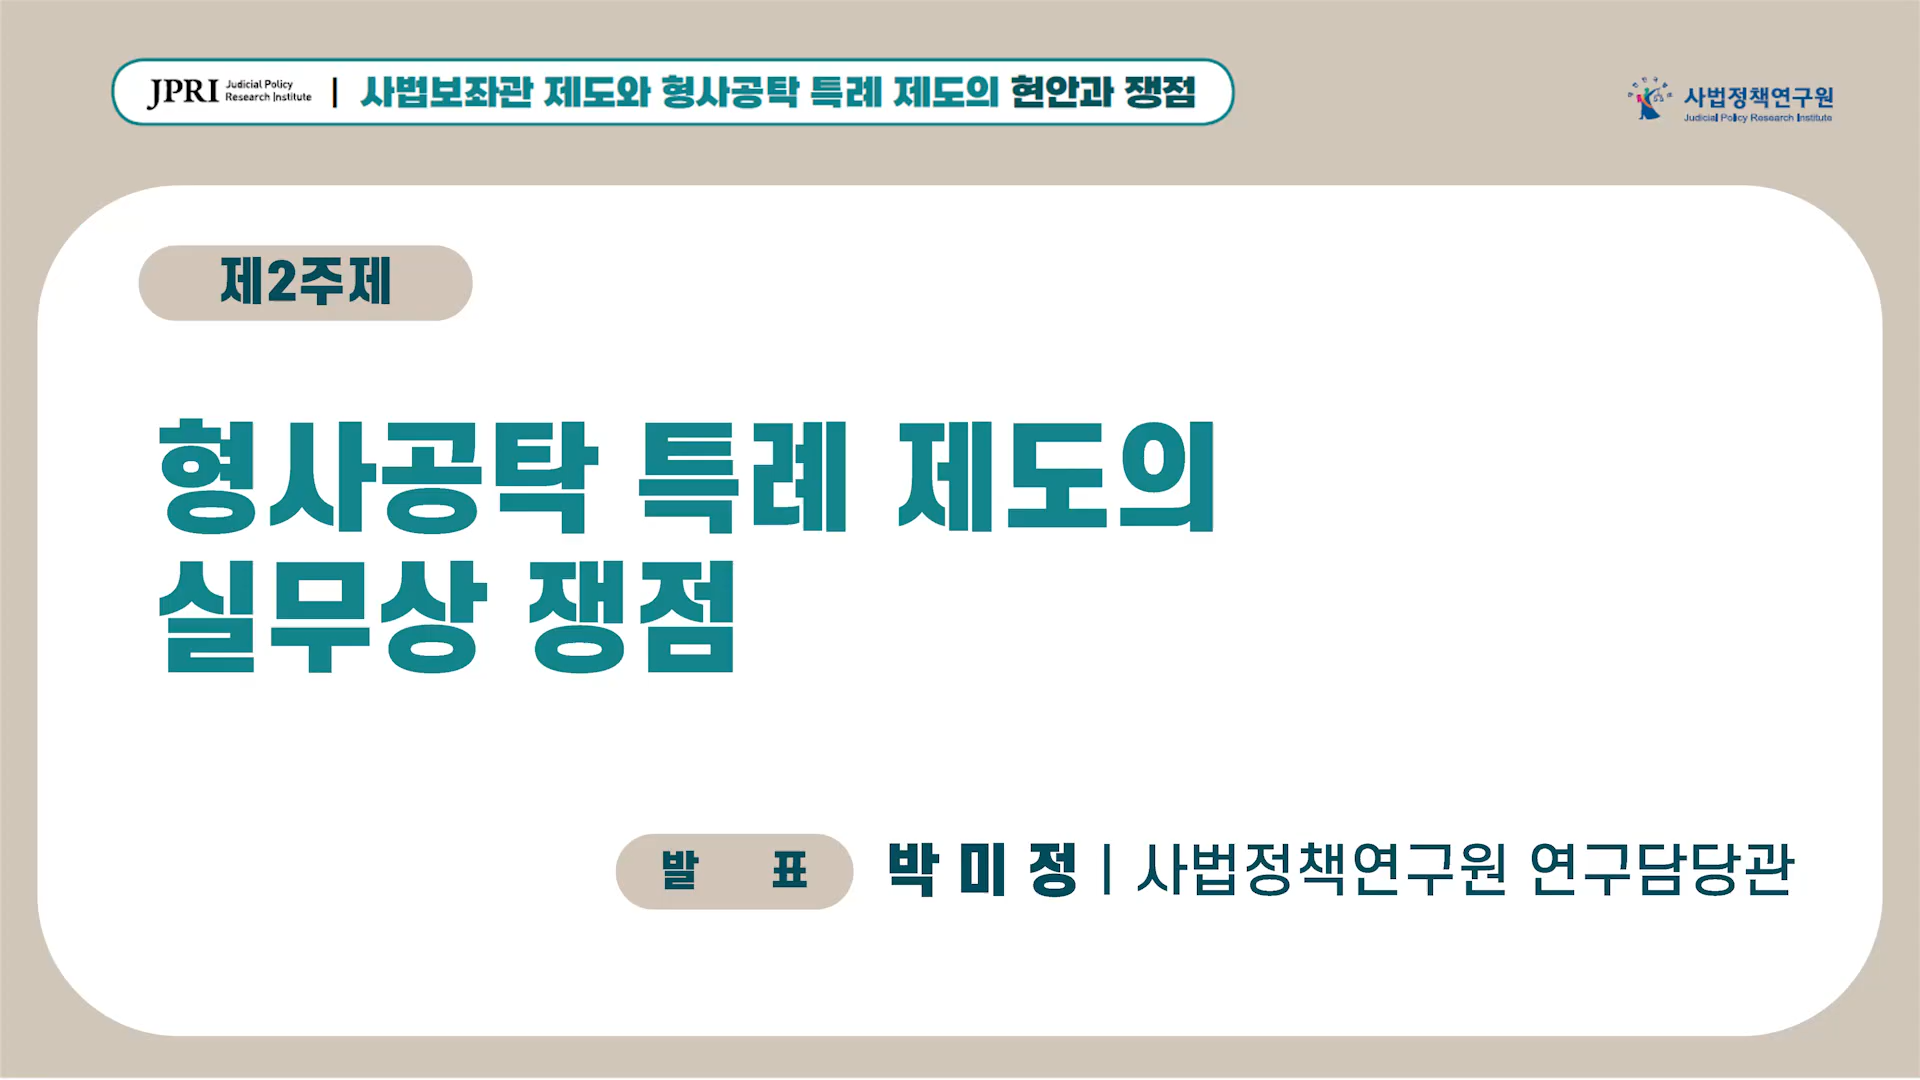 JPRI Judicial Policy Research Institute | 사법보좌관 제도와 형사공탁 특례 제도의 현안과 쟁점
사법정책연구원
Judicial Policy Research Institute
제2주제
형사공탁 특례 제도의
실무상 쟁점
발 표 박 미 정 | 사법정책연구원 연구담당관